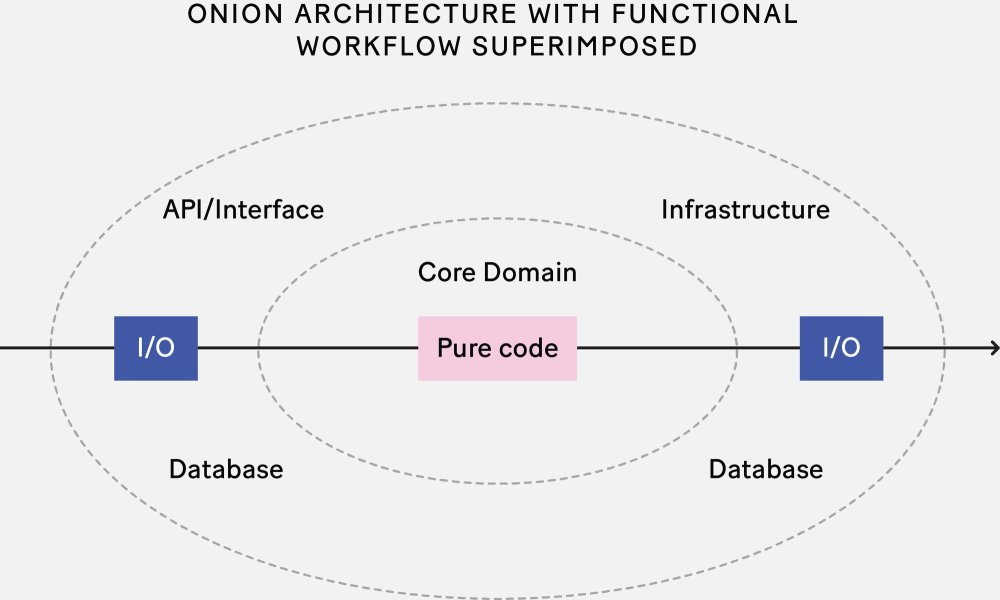 ONION ARCHITECTURE WITH FUNCTIONAL
WORKFLOW SUPERIMPOSED
API/Interface
Infrastructure
Core Domain
I/O
Pure code
I/O
Database
Database